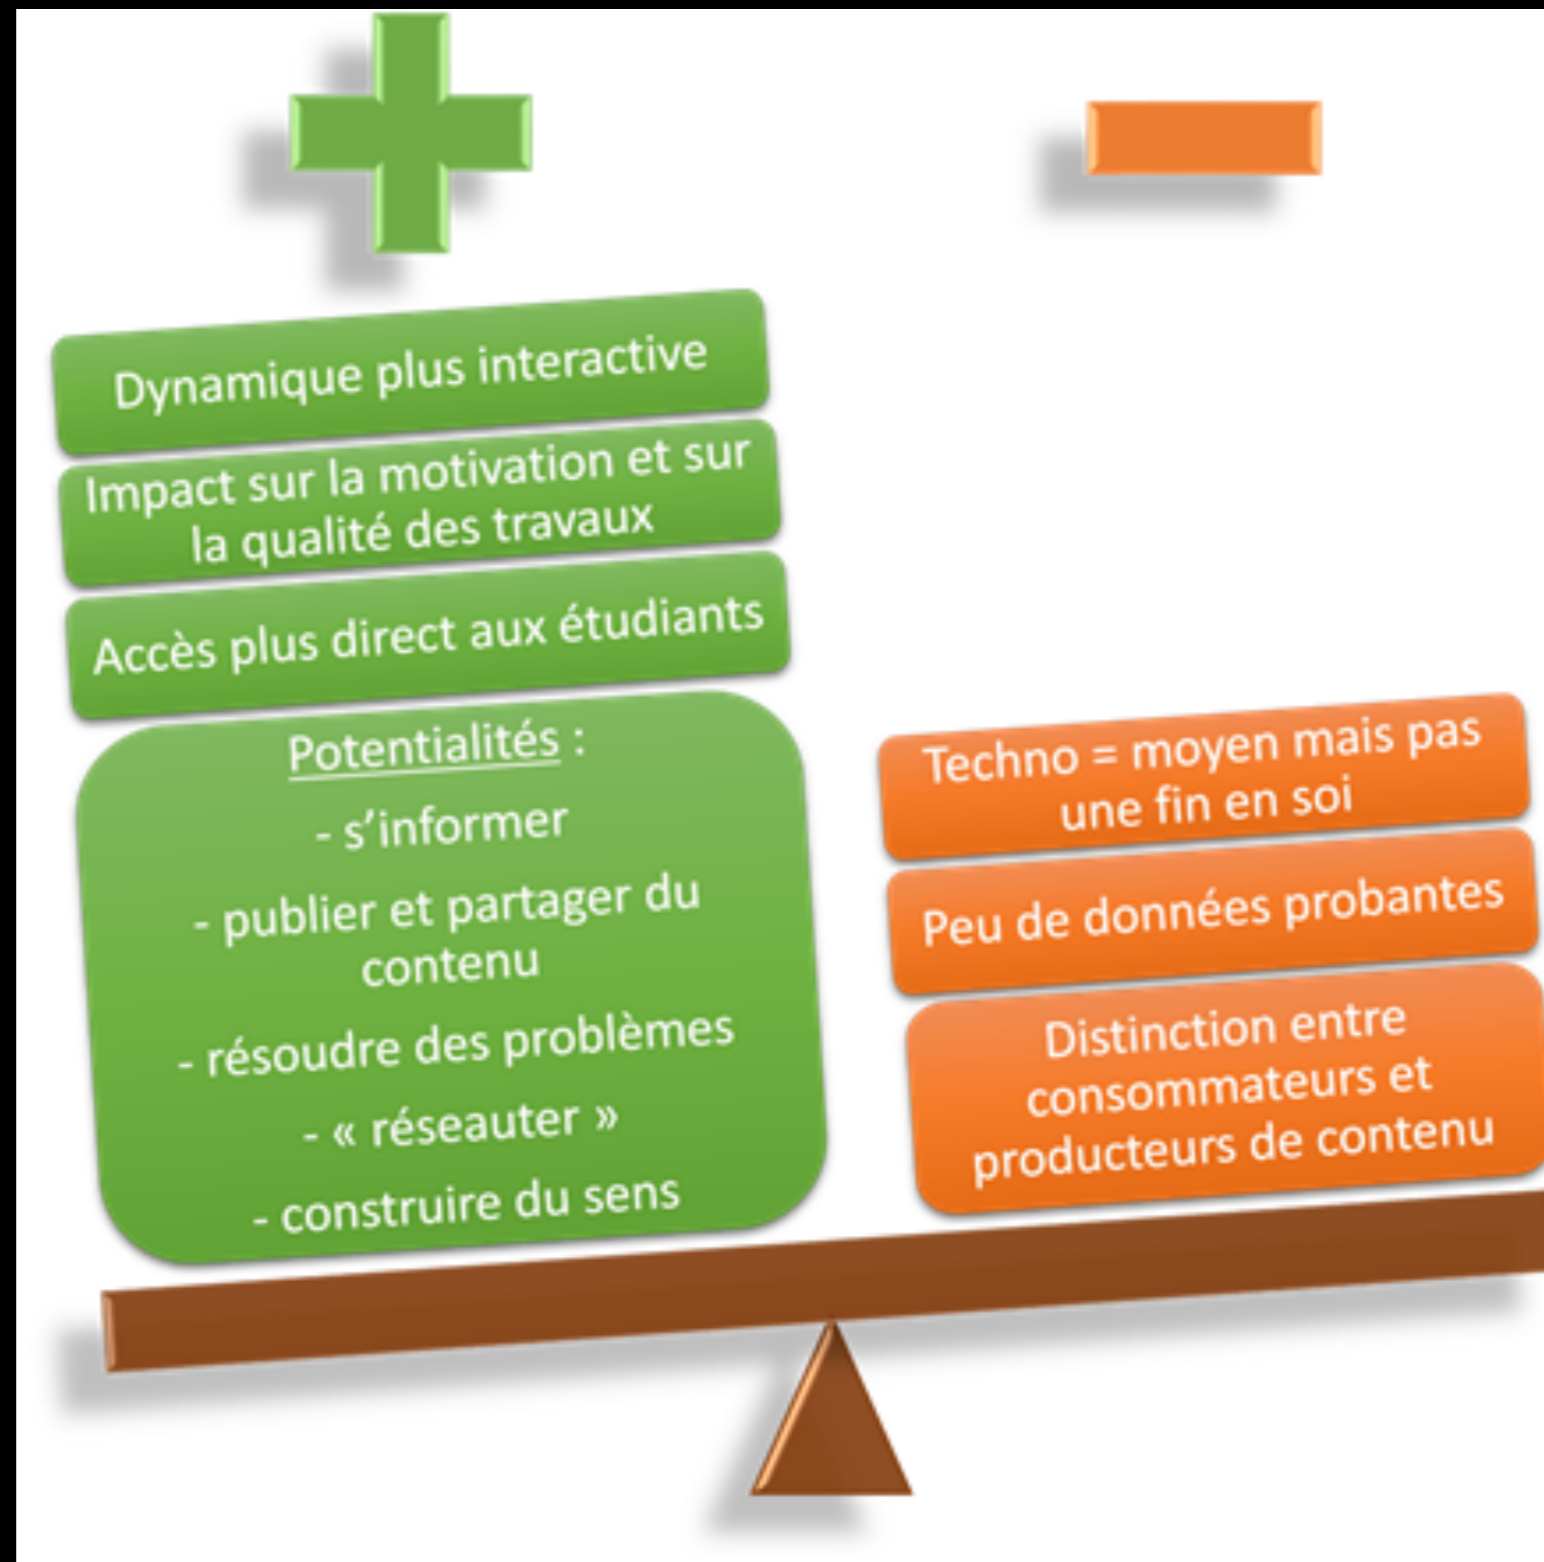 Dynamique plus interactive
Impact sur la motivation et sur
la qualité des travaux
Accès plus direct aux étudiants
Potentialités :
- s’informer
- publier et partager du
contenu
- résoudre des problèmes
- « réseauter »
- construire du sens
Techno = moyen mais pas
une fin en soi
Peu de données probantes
Distinction entre
consommateurs et
producteurs de contenu